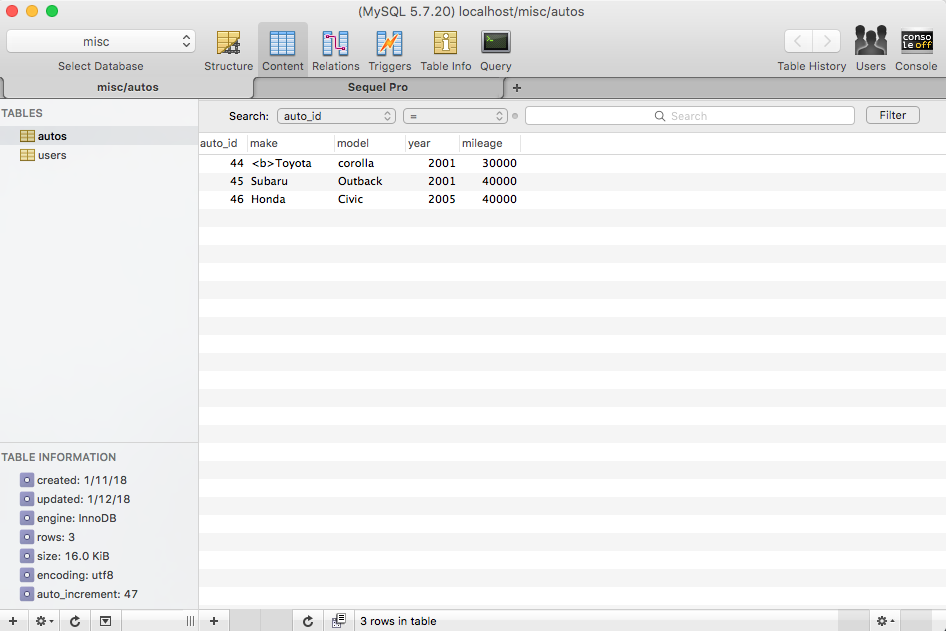 (MySQL 5.7.20) localhost/misc/autos
misc
Select Database
Structure Content Relations Triggers Table Info Query
Table History Users Console
conso
le off
misc/autos Sequel Pro +
TABLES
autos
users
Search: auto_id = Search Filter
auto_id make model year mileage
44 <b>Toyota corolla 2001 30000
45 Subaru Outback 2001 40000
46 Honda Civic 2005 40000
TABLE INFORMATION
created: 1/11/18
updated: 1/12/18
engine: InnoDB
rows: 3
size: 16.0 KiB
encoding: utf8
auto_increment: 47
3 rows in table